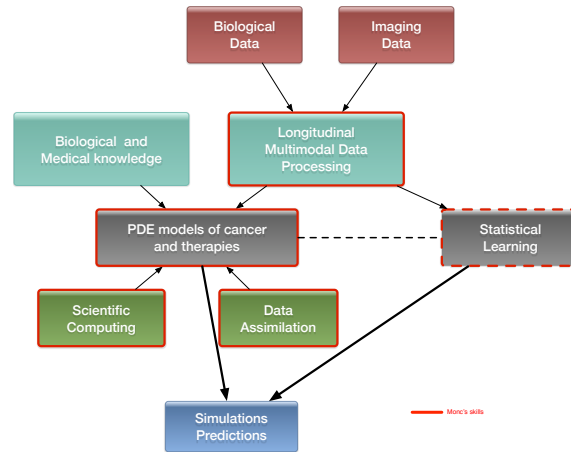 Biological
Data
Imaging
Data
Biological and
Medical knowledge
Longitudinal
Multimodal Data
Processing
PDE models of cancer
and therapies
Statistical
Learning
Scientific
Computing
Data
Assimilation
Simulations
Predictions
Monc's skills